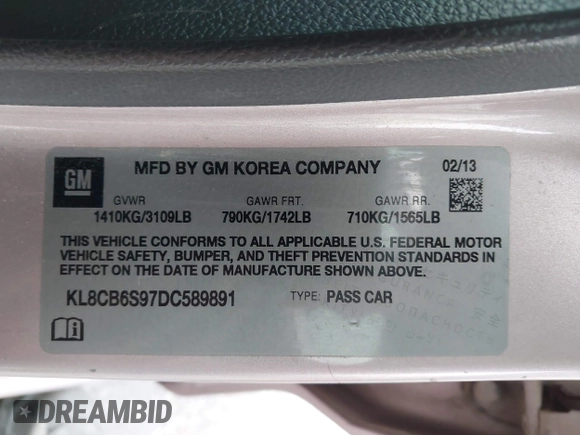 GM
MFD BY GM KOREA COMPANY 02/13
GVWR GAWR FRT. GAWR RR.
1410KG/3109LB 790KG/1742LB 710KG/1565LB
THIS VEHICLE CONFORMS TO ALL APPLICABLE U.S. FEDERAL MOTOR
VEHICLE SAFETY, BUMPER, AND THEFT PREVENTION STANDARDS IN
EFFECT ON THE DATE OF MANUFACTURE SHOWN ABOVE.
KL8CB6S97DC589891 TYPE: PASS CAR
DREAMBID